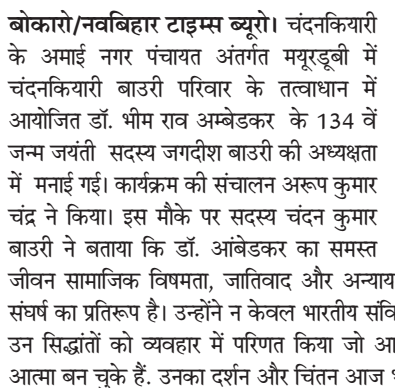 बोकारो/नवबिहार टाइम्स ब्यूरो। चंदनकियारी
के अमाई नगर पंचायत अंतर्गत मयूरडूबी में
चंदनकियारी बाउरी परिवार के तत्वाधान में
आयोजित डॉ. भीम राव अम्बेडकर के 134 वें
जन्म जयंती सदस्य जगदीश बाउरी की अध्यक्षता
में मनाई गई। कार्यक्रम की संचालन अरूप कुमार
चंद्र ने किया। इस मौके पर सदस्य चंदन कुमार
बाउरी ने बताया कि डॉ. आंबेडकर का समस्त
जीवन सामाजिक विषमता, जातिवाद और अन्याय
संघर्ष का प्रतिरूप है। उन्होंने न केवल भारतीय
उन सिद्धांतों को व्यवहार में परिणत किया जो
आत्मा बन चुके हैं. उनका दर्शन और चिंतन आज